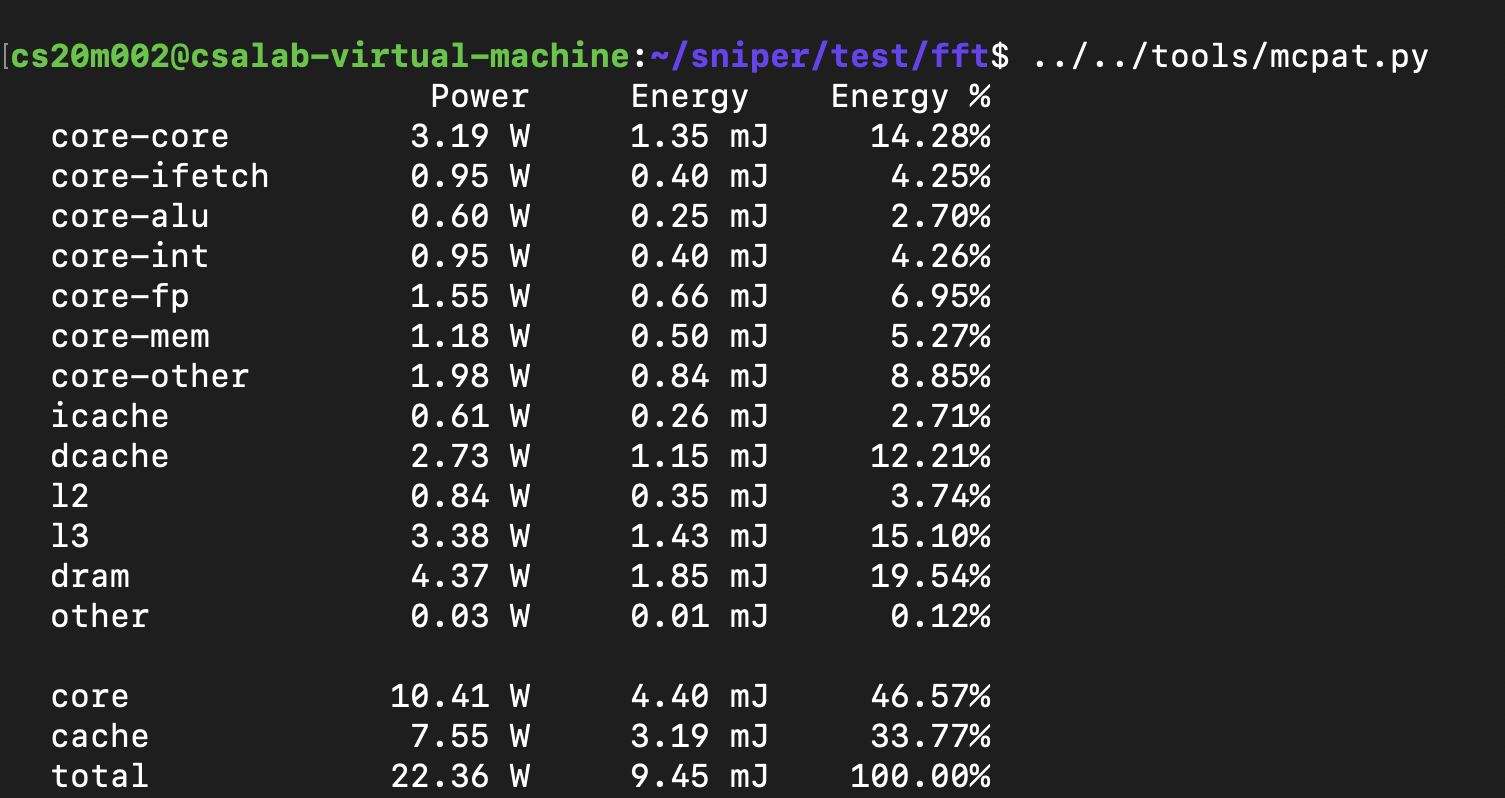 [cs20m002@csalab-virtual-machine:~/sniper/test/fft$ ../../tools/mcpat.py
Power Energy Energy %
core-core 3.19 W 1.35 mJ 14.28%
core-ifetch 0.95 W 0.40 mJ 4.25%
core-alu 0.60 W 0.25 mJ 2.70%
core-int 0.95 W 0.40 mJ 4.26%
core-fp 1.55 W 0.66 mJ 6.95%
core-mem 1.18 W 0.50 mJ 5.27%
core-other 1.98 W 0.84 mJ 8.85%
icache 0.61 W 0.26 mJ 2.71%
dcache 2.73 W 1.15 mJ 12.21%
l2 0.84 W 0.35 mJ 3.74%
l3 3.38 W 1.43 mJ 15.10%
dram 4.37 W 1.85 mJ 19.54%
other 0.03 W 0.01 mJ 0.12%
core 10.41 W 4.40 mJ 46.57%
cache 7.55 W 3.19 mJ 33.77%
total 22.36 W 9.45 mJ 100.00%